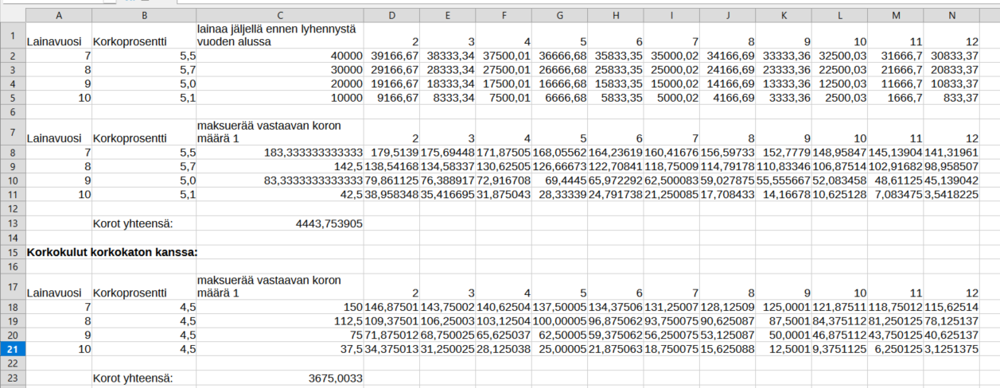 A B C D E F G H I J K L M N
1 Lainavuosi Korkoprosentti lainaa jäljellä ennen lyhennystä vuoden alussa 2 3 4 5 6 7 8 9 10 11 12
2 7 5,5 40000 39166,67 38333,34 37500,01 36666,68 35833,35 35000,02 34166,69 33333,36 32500,03 31666,7 30833,37
3 8 5,7 30000 29166,67 28333,34 27500,01 26666,68 25833,35 25000,02 24166,69 23333,36 22500,03 21666,7 20833,37
4 9 5,0 20000 19166,67 18333,34 17500,01 16666,68 15833,35 15000,02 14166,69 13333,36 12500,03 11666,7 10833,37
5 10 5,1 10000 9166,67 8333,34 7500,01 6666,68 5833,35 5000,02 4166,69 3333,36 2500,03 1666,7 833,37
6
7 Lainavuosi Korkoprosentti maksuerää vastaavan koron määrä 1 2 3 4 5 6 7 8 9 10 11 12
8 7 5,5 183,333333333333 179,5139 175,69448 171,87505 168,05562 164,23619 160,41676 156,59733 152,7779 148,95847 145,13904 141,31961
9 8 5,7 142,5 138,54168 134,58337 130,62505 126,66673 122,70841 118,75009 114,79178 110,83346 106,87514 102,91682 98,958507
10 9 5,0 83,3333333333333 79,861125 76,388917 72,916708 69,4445 65,972292 62,500083 59,027875 55,555667 52,083458 48,61125 45,139042
11 10 5,1 42,5 38,958348 35,416695 31,875043 28,33339 24,791738 21,250085 17,708433 14,16678 10,625128 7,083475 3,5418225
12
13 Korot yhteensä: 4443,753905
14
15 Korkokulut korkokaton kanssa:
16
17 Lainavuosi Korkoprosentti maksuerää vastaavan koron määrä 1 2 3 4 5 6 7 8 9 10 11 12
18 7 4,5 150 146,87501 143,75002 140,62504 137,50005 134,37506 131,25007 128,12509 125,0001 121,87511 118,75012 115,62514
19 8 4,5 112,5 109,37501 106,25003 103,12504 100,00005 96,875062 93,750075 90,625087 87,5001 84,375112 81,250125 78,125137
20 9 4,5 75 71,875012 68,750025 65,625037 62,50005 59,375062 56,250075 53,125087 50,0001 46,875112 43,750125 40,625137
21 10 4,5 37,5 34,375013 31,250025 28,125038 25,00005 21,875063 18,750075 15,625088 12,5001 9,3751125 6,250125 3,1251375
22
23 Korot yhteensä: 3675,0033